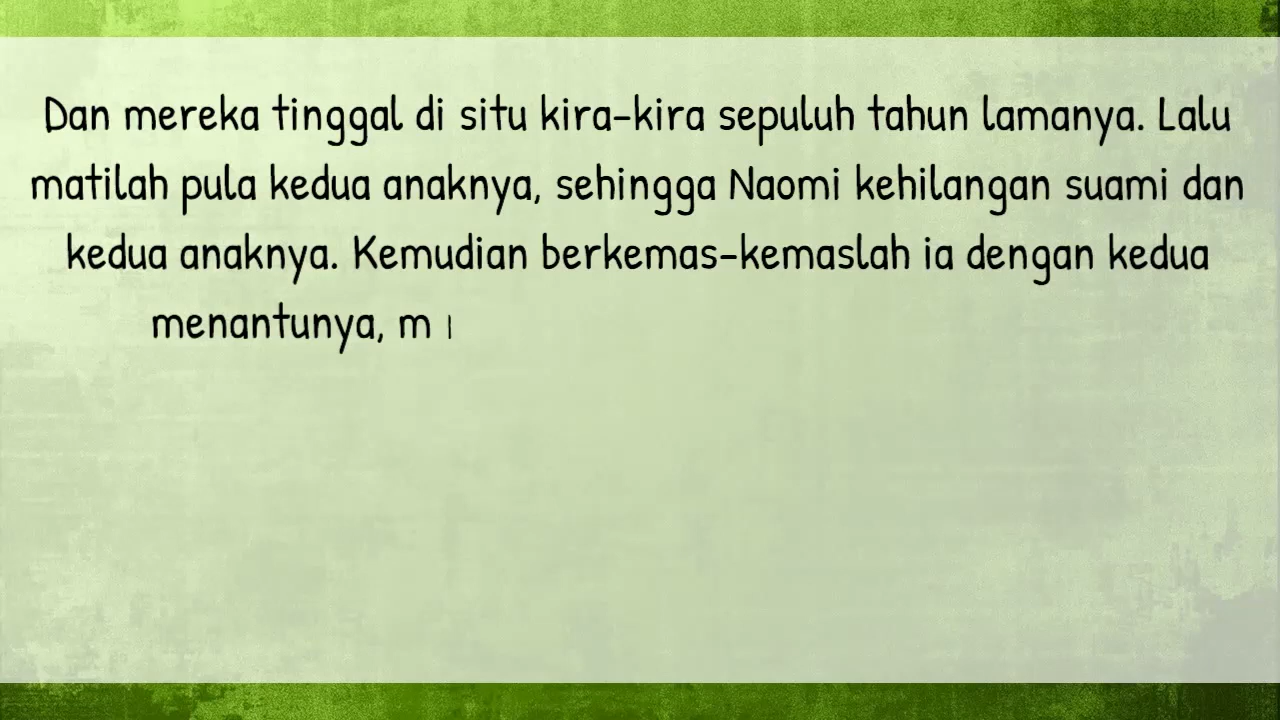 Dan mereka tinggal di situ kira-kira sepuluh tahun lamanya. Lalu
matilah pula kedua anaknya, sehingga Naomi kehilangan suami dan
kedua anaknya. Kemudian berkemas-kemaslah ia dengan kedua
menantunya, m